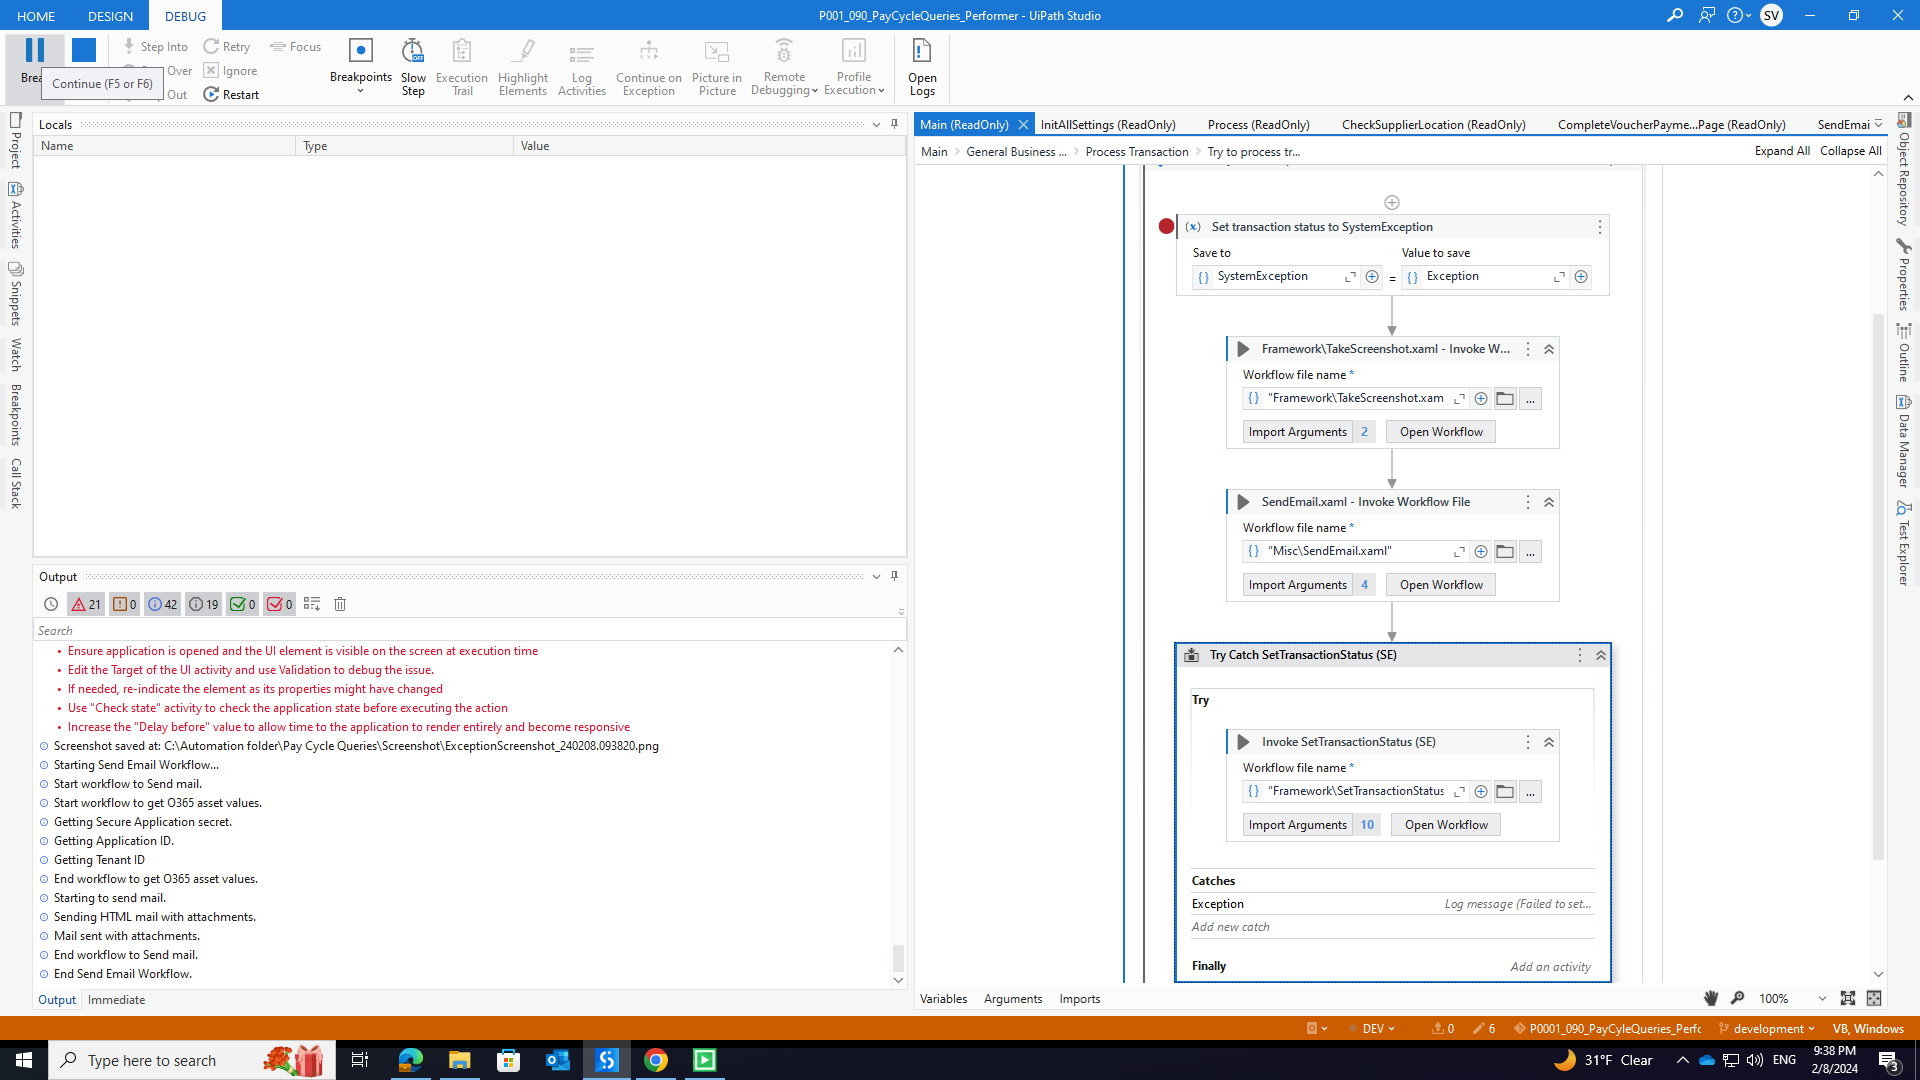 HOME
DESIGN
DEBUG
P001_090_PayCycleQueries_Performer - UiPath Studio
SV
Step Into
Retry
Focus
Over
Ignore
Out
Restart
Continue (F5 or F6)
Breakpoints
Slow
Step
Execution
Trail
Highlight
Elements
Log
Activities
Continue on
Exception
Picture in
Picture
Remote
Debugging
Profile
Execution
Open
Logs
Project
Activities
Snippets
Watch
Breakpoints
Call Stack
Locals
Name
Type
Value
Output
21
0
42
19
0
0
Search
• Ensure application is opened and the UI element is visible on the screen at execution time
• Edit the Target of the UI activity and use Validation to debug the issue.
• If needed, re-indicate the element as its properties might have changed
• Use "Check state" activity to check the application state before executing the action
• Increase the "Delay before" value to allow time to the application to render entirely and become responsive
Screenshot saved at: C:\Automation folder\Pay Cycle Queries\Screenshot\ExceptionScreenshot_240208.093820.png
Starting Send Email Workflow...
Start workflow to Send mail.
Start workflow to get O365 asset values.
Getting Secure Application secret.
Getting Application ID.
Getting Tenant ID
End workflow to get O365 asset values.
Starting to send mail.
Sending HTML mail with attachments.
Mail sent with attachments.
End workflow to Send mail.
End Send Email Workflow.
Output
Immediate
Main (ReadOnly)
InitAllSettings (ReadOnly)
Process (ReadOnly)
CheckSupplierLocation (ReadOnly)
CompleteVoucherPayme...Page (ReadOnly)
SendEmai
Main
General Business ...
Process Transaction
Try to process tr...
Expand All
Collapse All
Set transaction status to SystemException
Save to
Value to save
SystemException
=
Exception
Framework\TakeScreenshot.xaml - Invoke W...
Workflow file name *
"Framework\TakeScreenshot.xam
...
Import Arguments
2
Open Workflow
SendEmail.xaml - Invoke Workflow File
Workflow file name *
"Misc\SendEmail.xaml"
...
Import Arguments
4
Open Workflow
Try Catch SetTransactionStatus (SE)
Try
Invoke SetTransactionStatus (SE)
Workflow file name *
"Framework\SetTransactionStatus
...
Import Arguments
10
Open Workflow
Catches
Exception
Log message (Failed to set...
Add new catch
Finally
Add an activity
Variables
Arguments
Imports
100%
Object Repository
Properties
Outline
Data Manager
Test Explorer
DEV
0
6
P0001_090_PayCyleQueries_Perfc
development
VB, Windows
Type here to search
31°F Clear
ENG
9:38 PM
2/8/2024
3